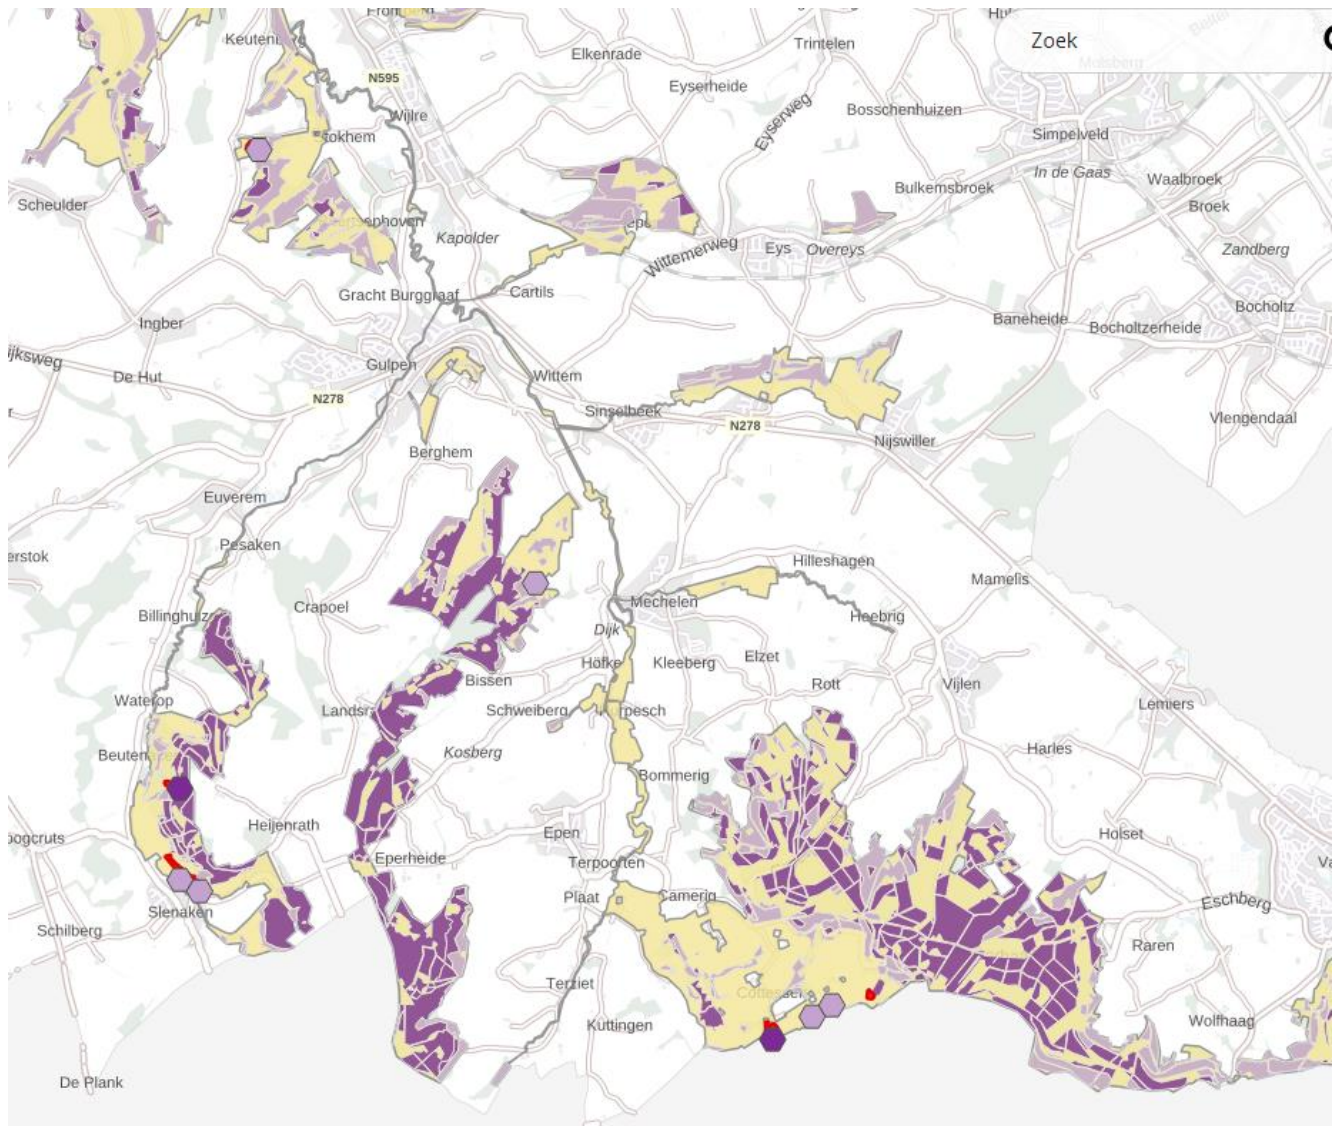 Keutenberg
Elkenrade
Trintelen
Zoek
N595
Eyserheide
Eyserweg
Bosschenhuizen
Molsberg
Beitel
Wijlre
Simpelveld
In de Gaas
Waalbroek
Bulkemsbroek
Broek
Scheulder
Kapolder
Wittemerweg
Eys
Overeys
Zandberg
Gracht Burggraaf
Cartils
Bocholtz
Ingber
Baneheide
Bocholtzerheide
De Hut
Gulpen
Wittem
N278
Sinselbeek
N278
Nijswiller
Vlengendaal
Berghem
Euverem
Pesaken
Hilleshagen
Mamelis
Crapoel
Mechelen
Heebrig
Dijk
Kleeberg
Elzet
Bissen
Rott
Vijlen
Waterop
Schweiberg
Lemiers
Kosberg
Harles
Bommerig
Heijenrath
Epen
Holset
Eperheide
Terpoorten
Plaat
Camerig
Slenaken
Eschberg
Schilberg
Raren
Terziet
Kuttingen
Wolfhaag
De Plank